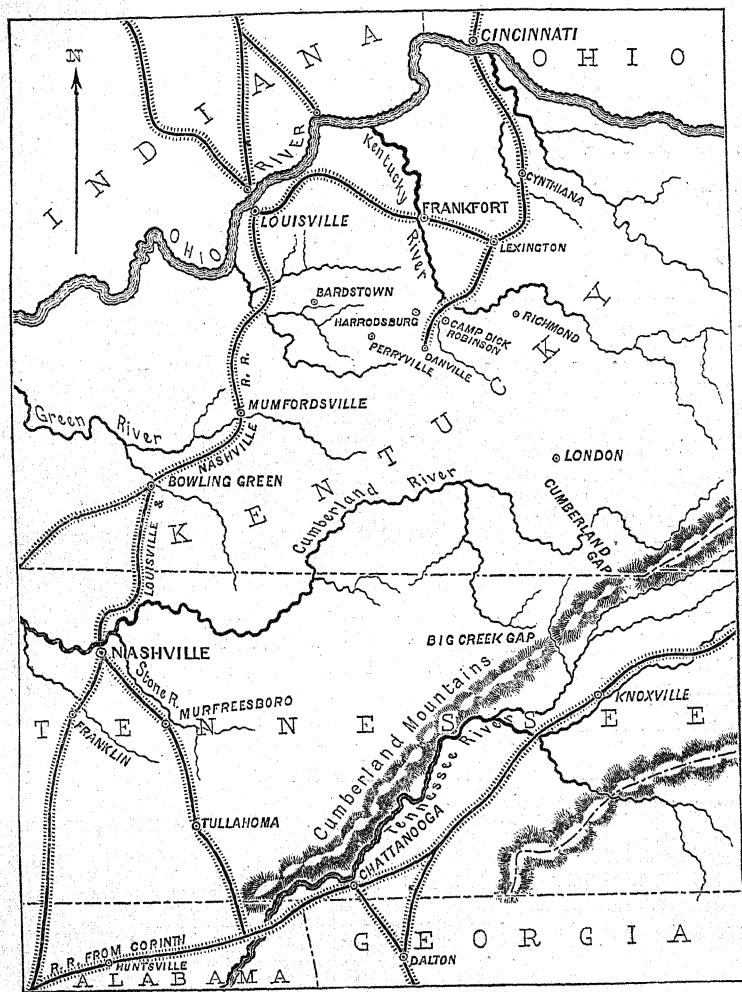 CINCINNATI
N
OHIO
INDIANA
RIVER
Kentucky River
CYNTHIANA
FRANKFORT
LOUISVILLE
OHIO
LEXINGTON
BARDSTOWN
HARRODSBURG
CAMP DICK ROBINSON
RICHMOND
PERRYVILLE
DANVILLE
MUMFORDSVILLE
Green River
LOUISVILLE & NASHVILLE R. R.
LONDON
BOWLING GREEN
KENTUCKY
Cumberland River
CUMBERLAND GAP
BIG CREEK GAP
NASHVILLE
Stone R.
MURFREESBORO
KNOXVILLE
TENNESSEE
FRANKLIN
Cumberland Mountains
Tennessee River
TULLAHOMA
CHATTANOOGA
GEORGIA
R. R. FROM CORINTH
HUNTSVILLE
DALTON
ALABAMA